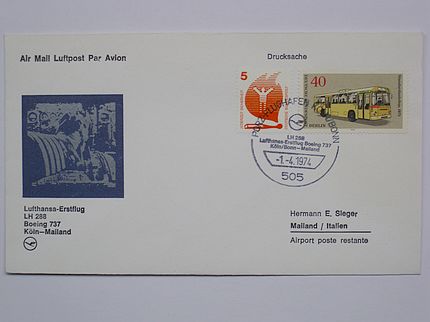 Air Mail Luftpost Par Avion
Drucksache
5
40
BERLIN
PORZ FLUGHAFEN KÖLN/BONN
LH 288
Lufthansa-Erstflug Boeing 737
Köln/Bonn–Mailand
-1.-4.1974
505
Lufthansa-Erstflug
LH 288
Boeing 737
Köln–Mailand
Hermann E. Sieger
Mailand / Italien
Airport poste restante